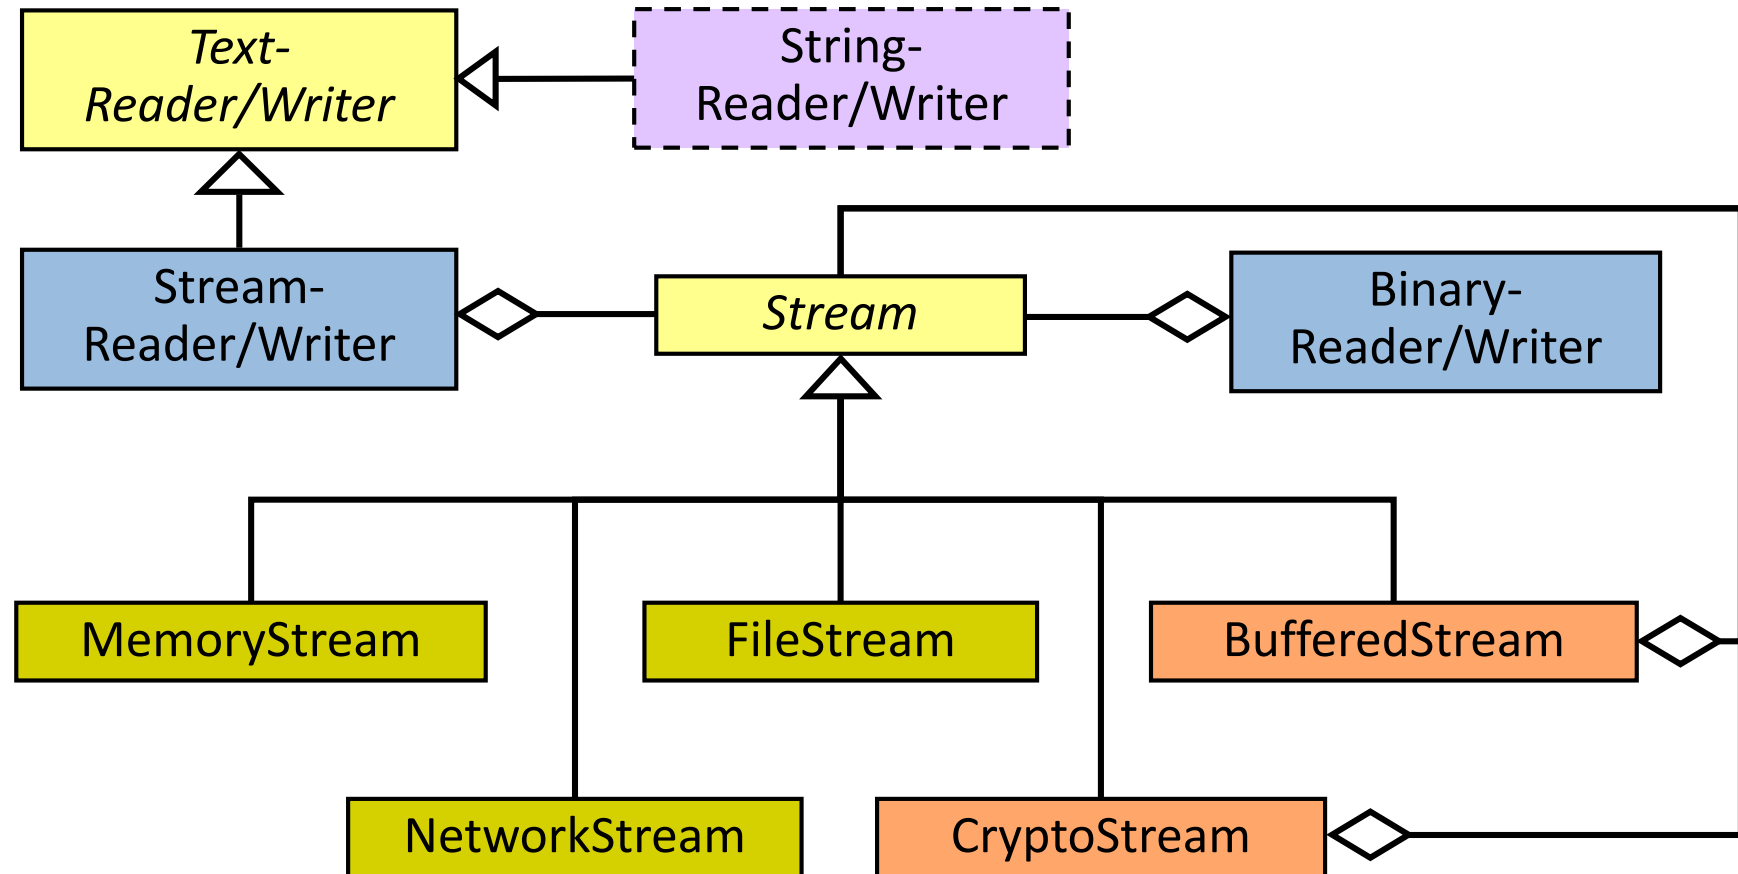 Text-
Reader/Writer
String-
Reader/Writer
Stream-
Reader/Writer
Stream
Binary-
Reader/Writer
MemoryStream
FileStream
BufferedStream
NetworkStream
CryptoStream